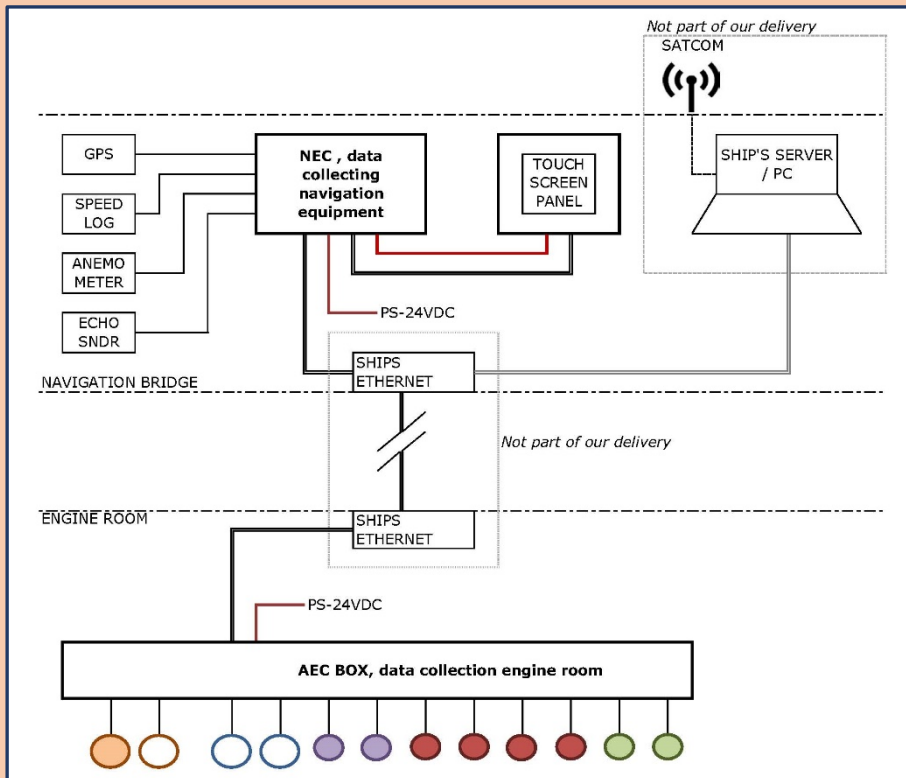 Not part of our delivery
SATCOM
GPS
SPEED
LOG
ANEMO
METER
ECHO
SNDR
NEC , data
collecting
navigation
equipment
TOUCH
SCREEN
PANEL
SHIP'S SERVER
/ PC
PS-24VDC
SHIPS
ETHERNET
NAVIGATION BRIDGE
Not part of our delivery
ENGINE ROOM
SHIPS
ETHERNET
PS-24VDC
AEC BOX, data collection engine room